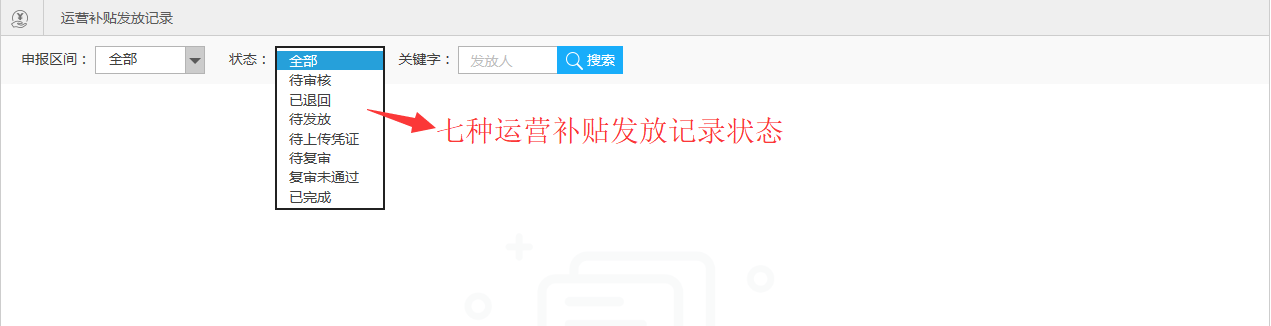 运营补贴发放记录
申报区间： 全部 状态： 全部 关键字： 发放人 搜索
待审核
已退回
待发放
待上传凭证
待复审
复审未通过
已完成
七种运营补贴发放记录状态